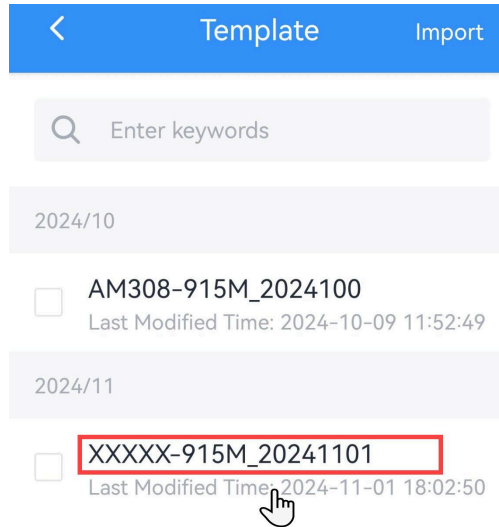 Template
Import
Enter keywords
2024/10
AM308-915M_2024100
Last Modified Time: 2024-10-09 11:52:49
2024/11
XXXXX-915M_20241101
Last Modified Time: 2024-11-01 18:02:50